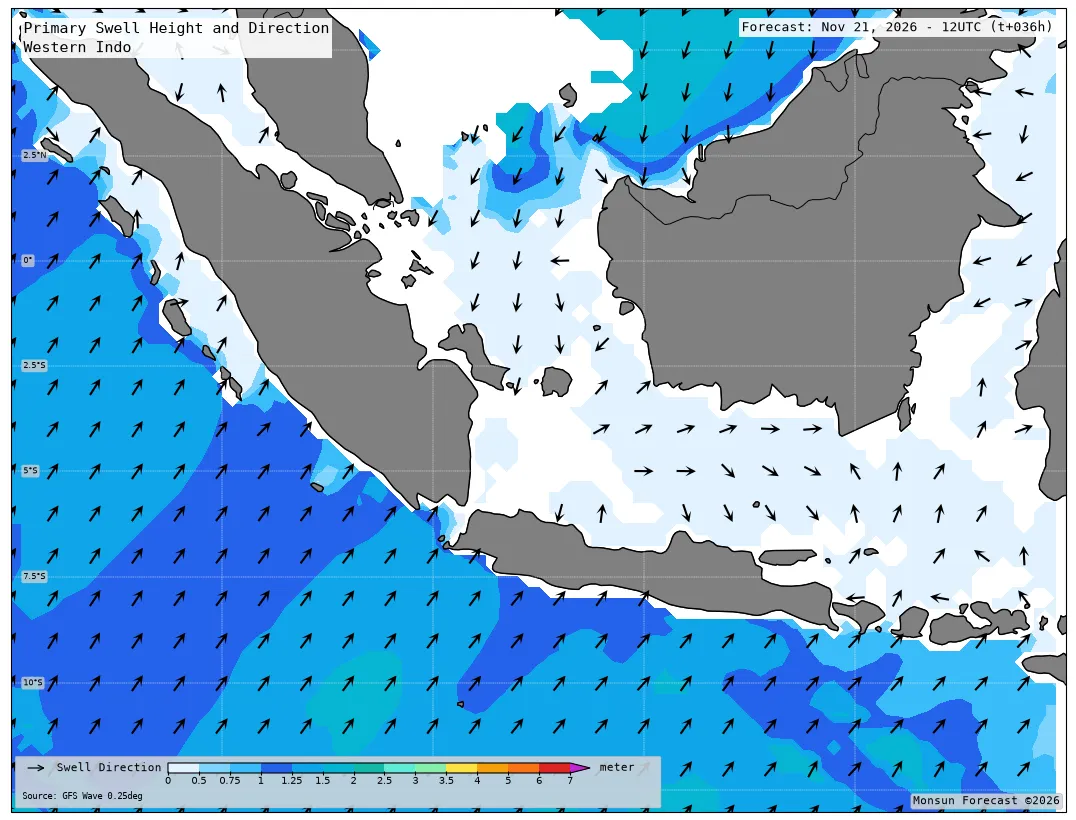 Primary Swell Height and Direction
Western Indo
Forecast: Nov 21, 2026 - 12UTC (t+036h)
2.5°N
0°
2.5°S
5°S
7.5°S
10°S
Swell Direction
0 0.5 0.75 1 1.25 1.5 2 2.5 3 3.5 4 5 6 7
meter
Source: GFS Wave 0.25deg
Monsun Forecast ©2026